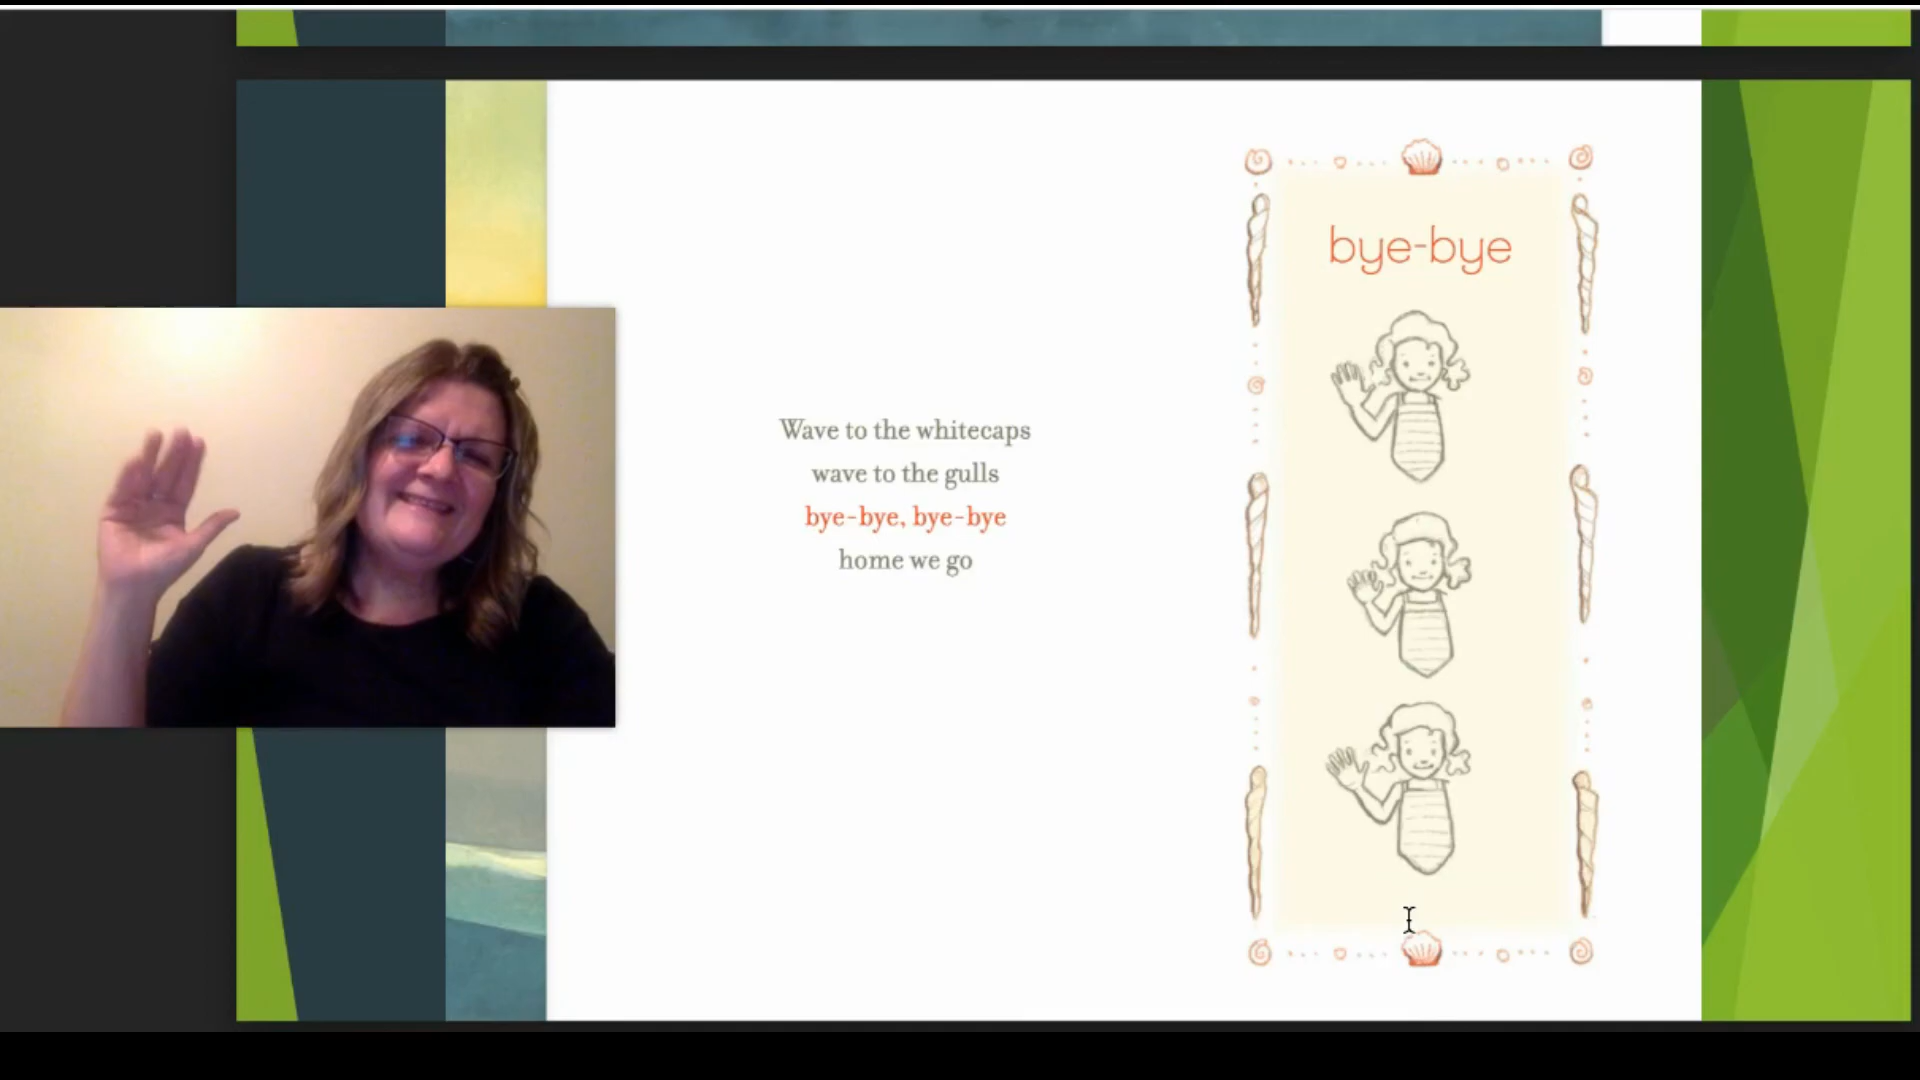 Wave to the whitecaps
wave to the gulls
bye-bye, bye-bye
home we go
bye-bye